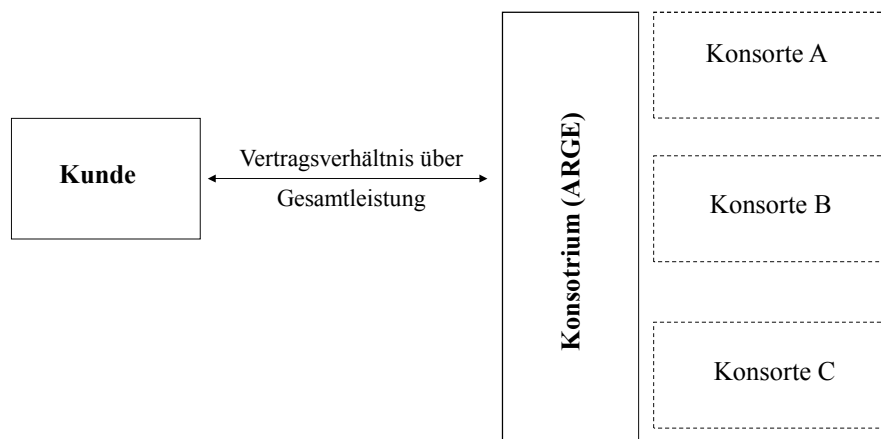 Kunde
Vertragsverhältnis über
Gesamtleistung
Konsotrium (ARGE)
Konsorte A
Konsorte B
Konsorte C